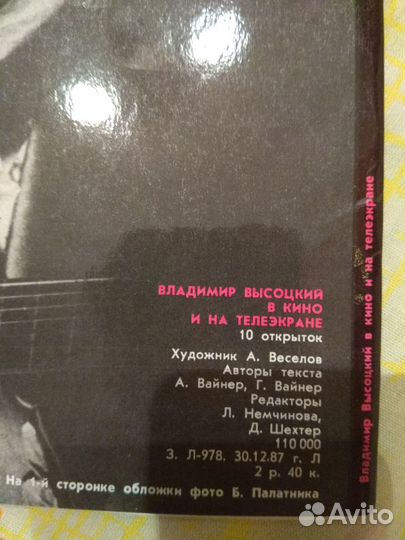 ВЛАДИМИР ВЫСОЦКИЙ
В КИНО
И НА ТЕЛЕЭКРАНЕ
10 открыток
Художник А. Веселов
Авторы текста
А. Вайнер, Г. Вайнер
Редакторы
Л. Немчинова,
Д. Шехтер
110 000
З. Л-978. 30.12.87 г. Л
2 р. 40 к.
На 1-й сторонке обложки фото Б. Палатника
Владимир Высоцкий в кино и на телеэкране
Avito